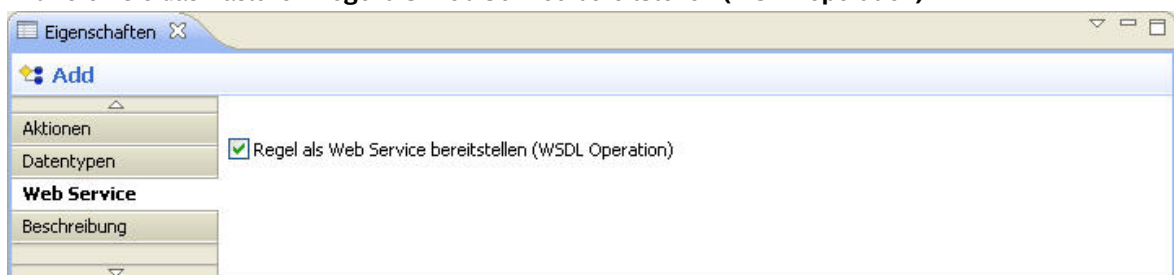 Eigenschaften
Add
Aktionen
Datentypen
Web Service
Beschreibung
Regel als Web Service bereitstellen (WSDL Operation)